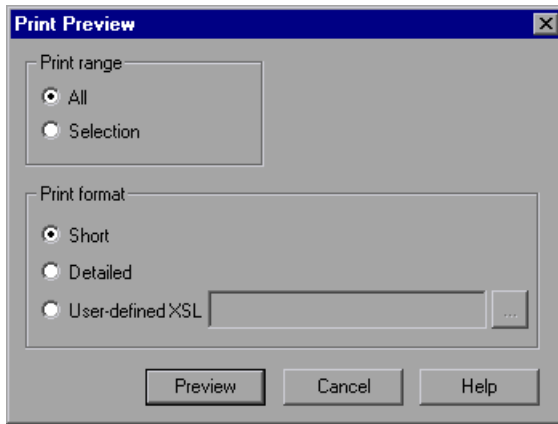 Print Preview
Print range
All
Selection
Print format
Short
Detailed
User-defined XSL ...
Preview Cancel Help